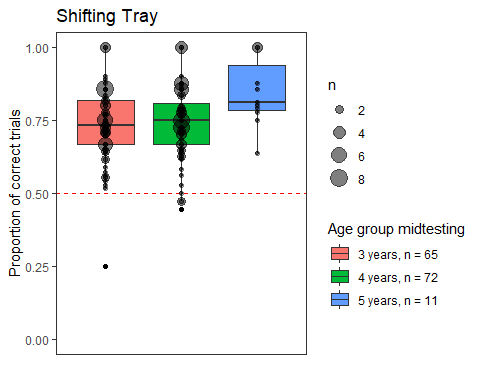 Shifting Tray
Proportion of correct trials
1.00
0.75
0.50
0.25
0.00
n
2
4
6
8
Age group midtesting
3 years, n = 65
4 years, n = 72
5 years, n = 11